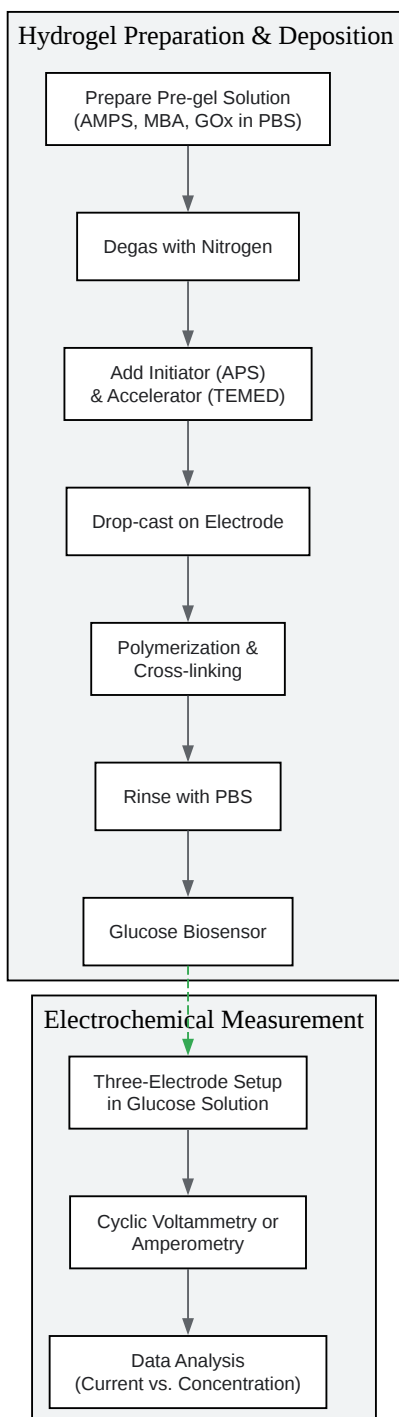 Hydrogel Preparation & Deposition
Prepare Pre-gel Solution
(AMPS, MBA, GOx in PBS)
Degas with Nitrogen
Add Initiator (APS)
& Accelerator (TEMED)
Drop-cast on Electrode
Polymerization &
Cross-linking
Rinse with PBS
Glucose Biosensor
Electrochemical Measurement
Three-Electrode Setup
in Glucose Solution
Cyclic Voltammetry or
Amperometry
Data Analysis
(Current vs. Concentration)